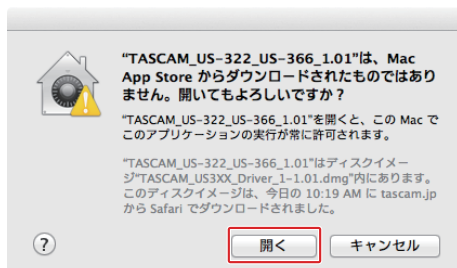 “TASCAM_US-322_US-366_1.01”は、Mac
App Store からダウンロードされたものではあり
ません。開いてもよろしいですか？
“TASCAM_US-322_US-366_1.01”を開くと、この Mac で
このアプリケーションの実行が常に許可されます。
“TASCAM_US-322_US-366_1.01”はディスクイメー
ジ“TASCAM_US3XX_Driver_1-1.01.dmg”内にあります。
このディスクイメージは、今日の 10:19 AM に tascam.jp
から Safari でダウンロードされました。
? 開く キャンセル